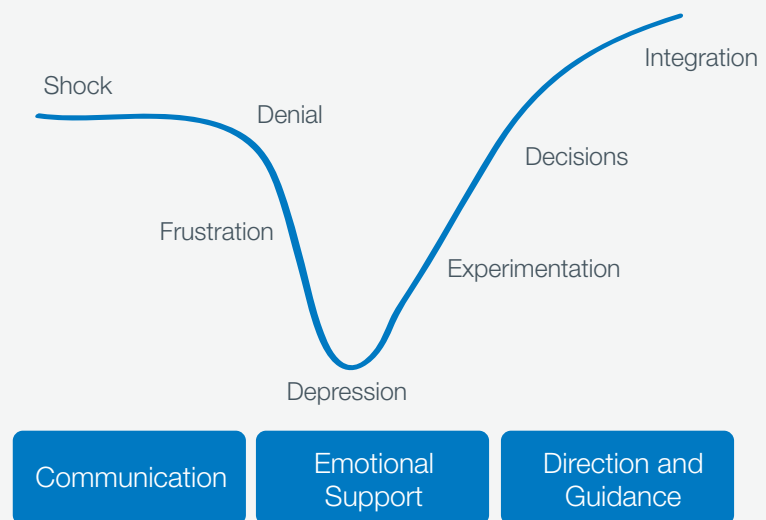 Shock
Denial
Frustration
Depression
Experimentation
Decisions
Integration
Communication
Emotional
Support
Direction and
Guidance